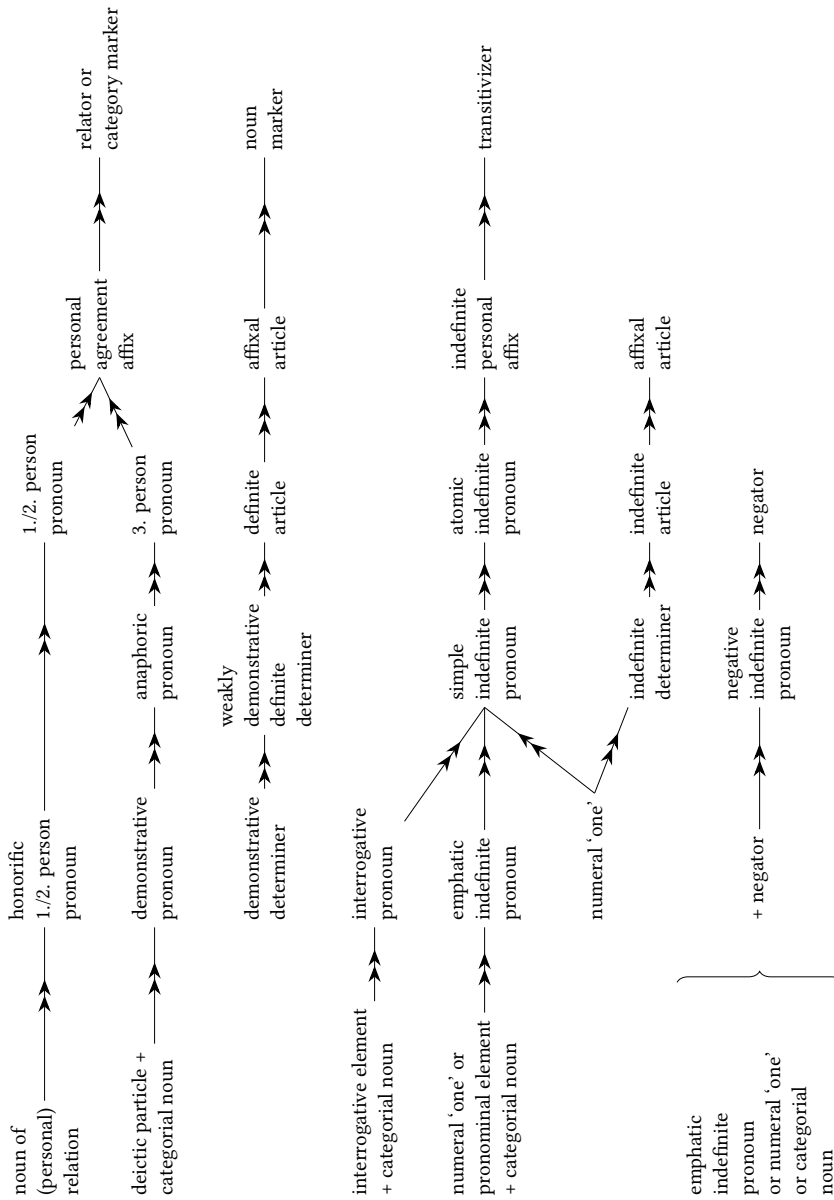 noun of
(personal)
relation
honorific
1./2. person
pronoun
1./2. person
pronoun
deictic particle +
categorial noun
demonstrative
pronoun
anaphoric
pronoun
3. person
pronoun
personal
agreement
affix
relator or
category marker
demonstrative
determiner
weakly
demonstrative
definite
determiner
definite
article
affixal
article
noun
marker
interrogative element
+ categorial noun
interrogative
pronoun
numeral ‘one’ or
pronominal element
+ categorial noun
emphatic
indefinite
pronoun
simple
indefinite
pronoun
atomic
indefinite
pronoun
indefinite
personal
affix
transitivizer
numeral ‘one’
indefinite
determiner
indefinite
article
affixal
article
emphatic
indefinite
pronoun
or numeral ‘one’
or categorial
noun
+ negator
negative
indefinite
pronoun
negator